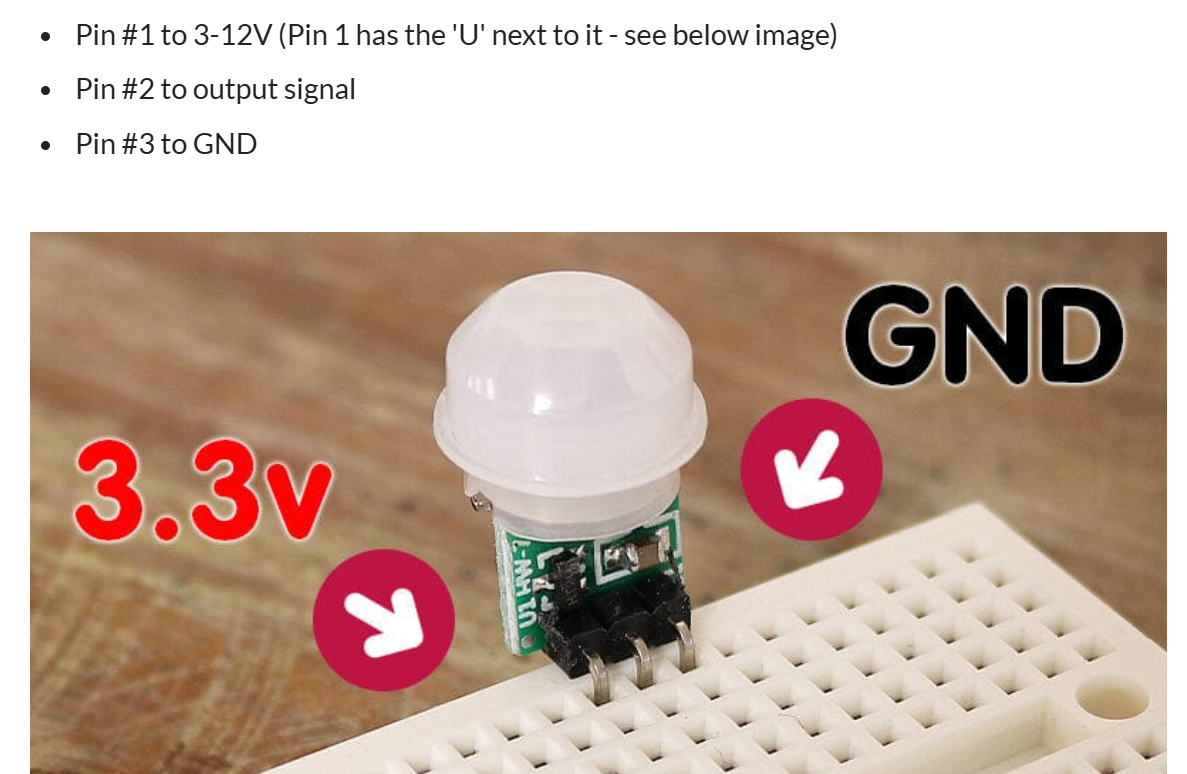 Pin #1 to 3-12V (Pin 1 has the 'U' next to it - see below image)
Pin #2 to output signal
Pin #3 to GND
GND
3.3v
U1